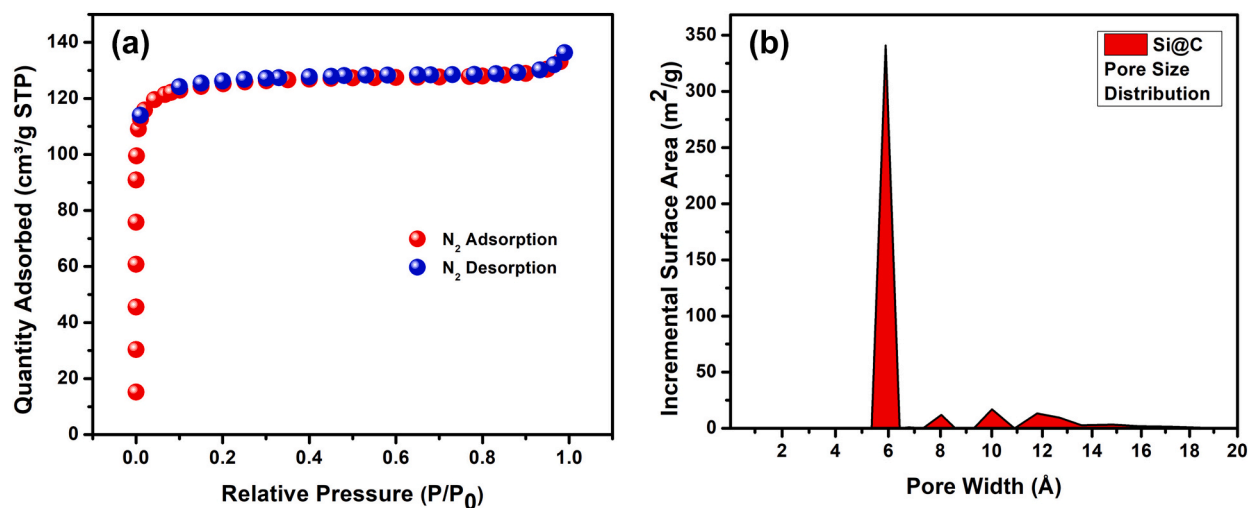 (a)
Quantity Adsorbed (cm³/g STP)
140
120
100
80
60
40
20
0
N₂ Adsorption
N₂ Desorption
0.0 0.2 0.4 0.6 0.8 1.0
Relative Pressure (P/P₀)
(b)
Incremental Surface Area (m²/g)
350
300
250
200
150
100
50
0
Si@C
Pore Size
Distribution
2 4 6 8 10 12 14 16 18 20
Pore Width (Å)